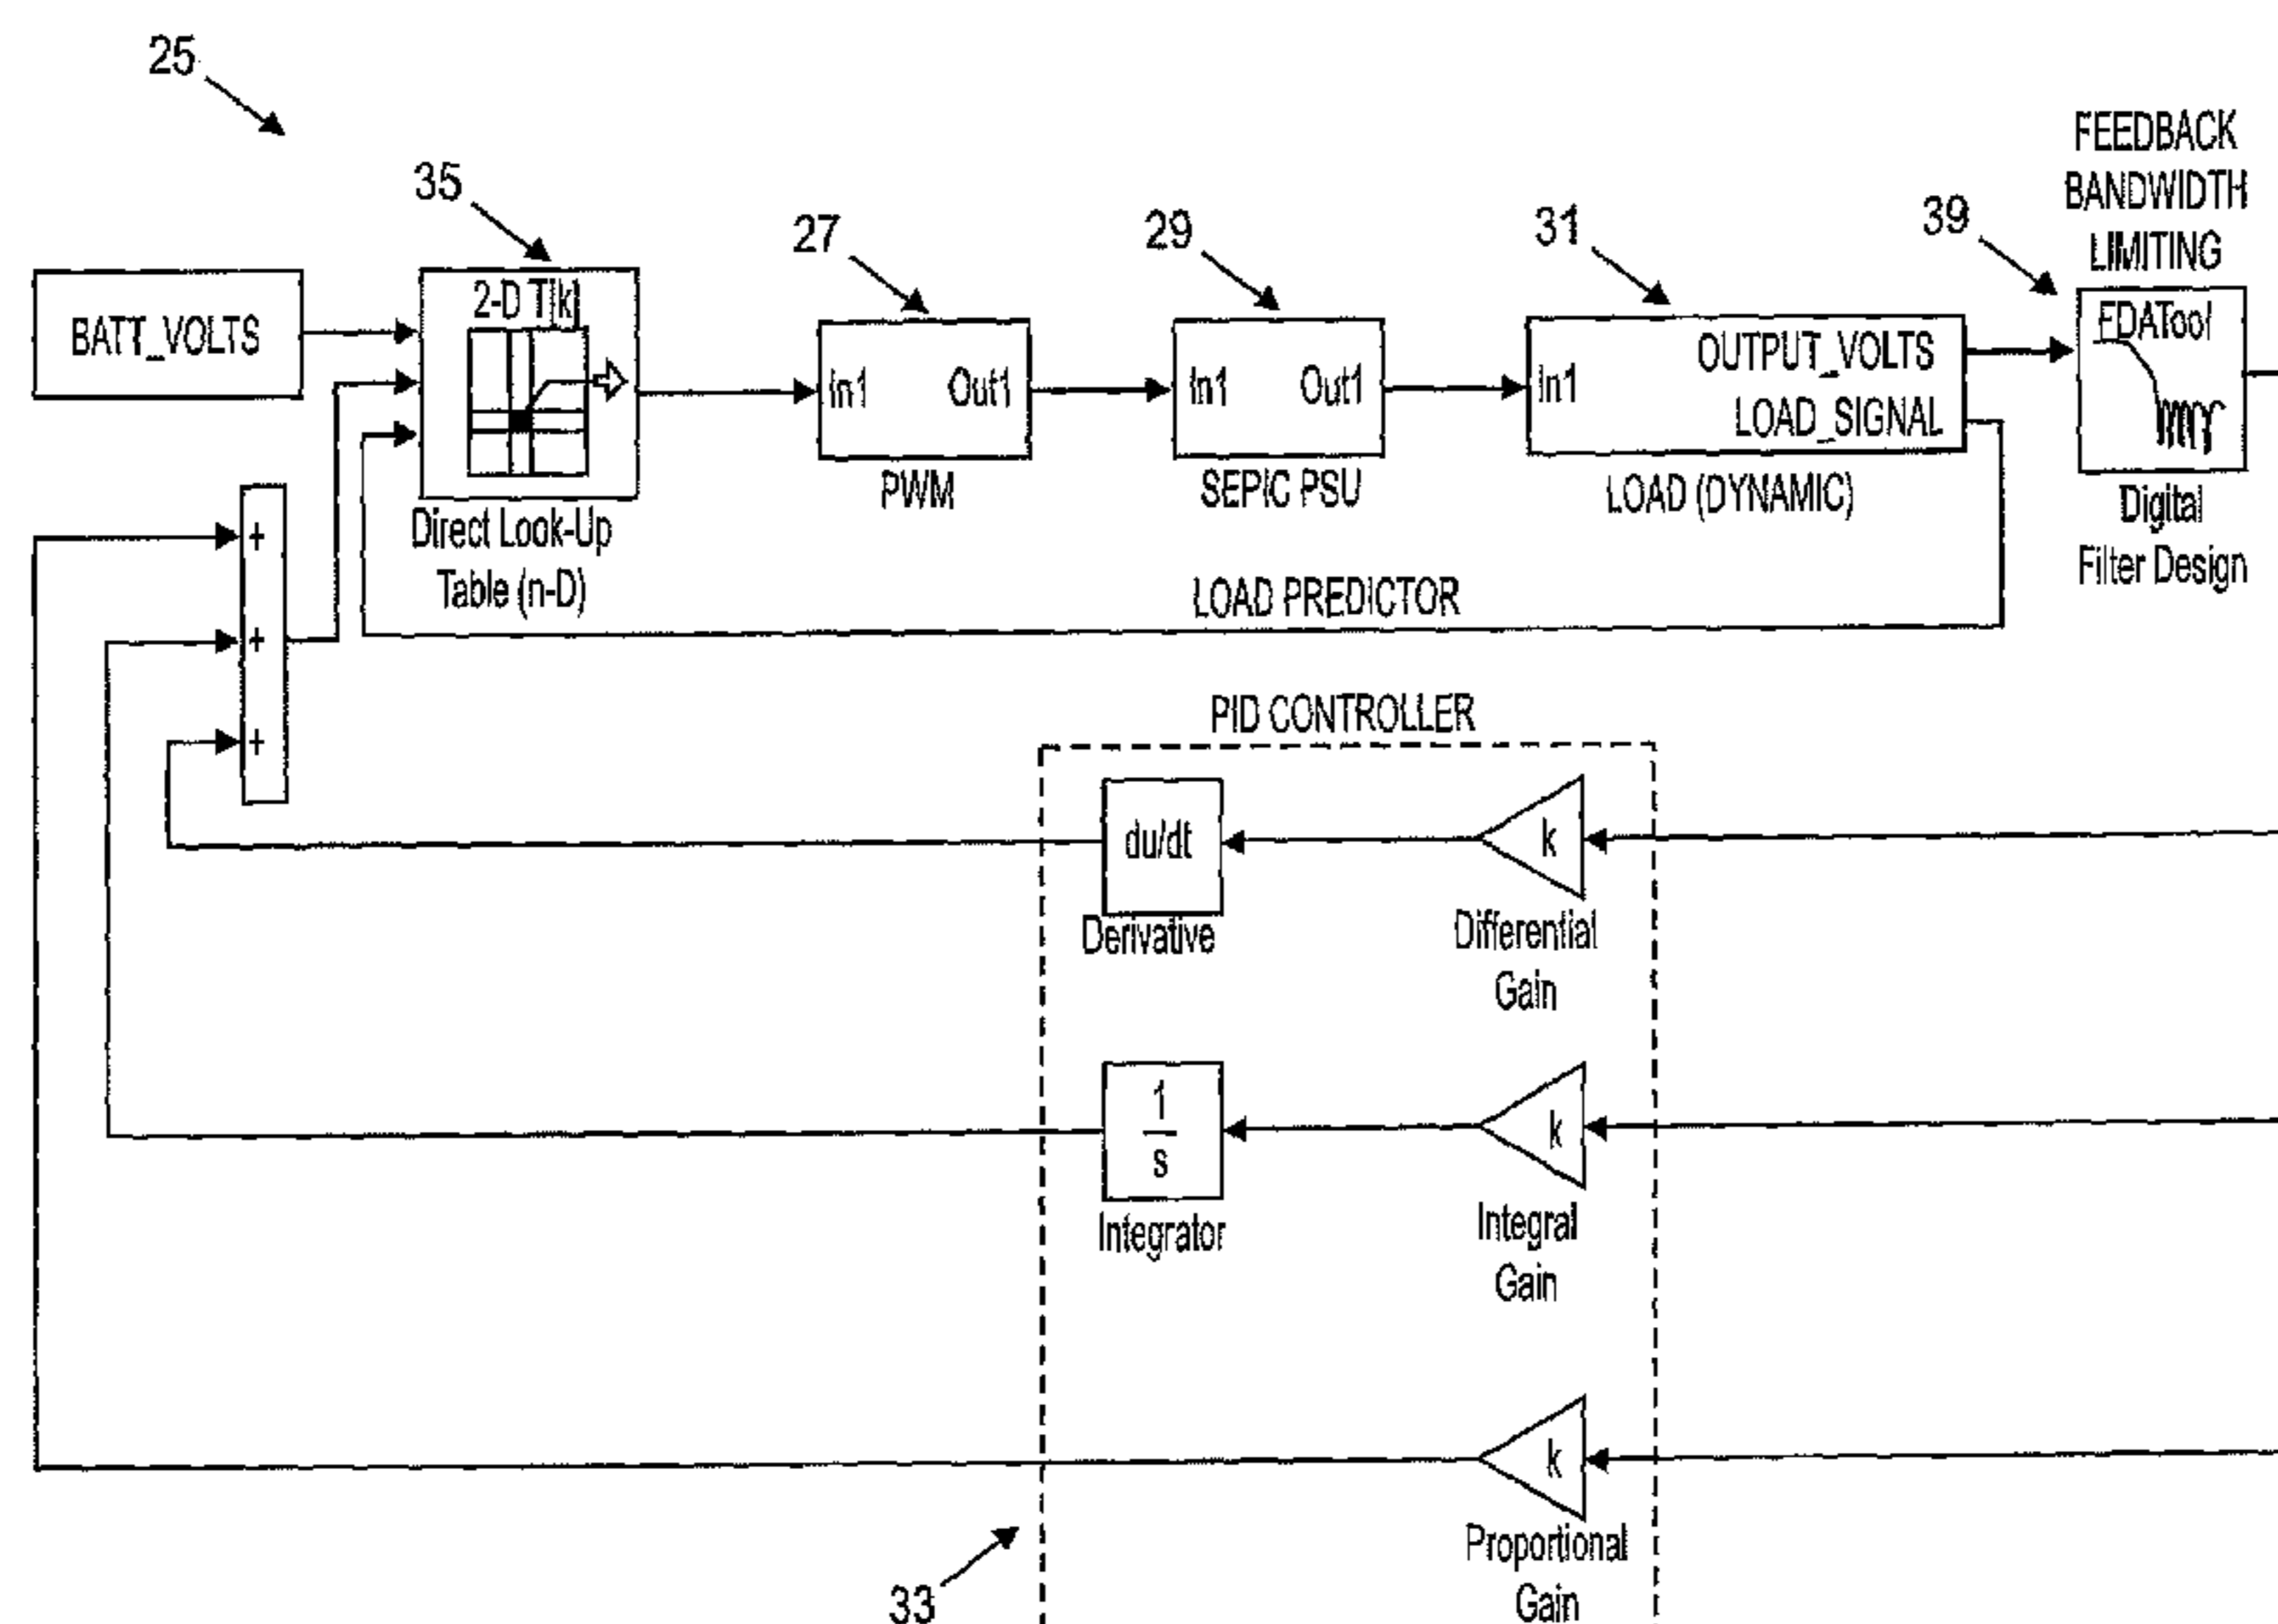 25
35
27
29
31
39
FEEDBACK
BANDWIDTH
LIMITING
BATT_VOLTS
2-D T[k]
In1
Out1
PWM
In1
Out1
SEPIC PSU
In1
OUTPUT_VOLTS
LOAD_SIGNAL
LOAD (DYNAMIC)
FDATool
Digital
Filter Design
Direct Look-Up
Table (n-D)
LOAD PREDICTOR
+
+
+
PID CONTROLLER
du/dt
Derivative
k
Differential
Gain
1
s
Integrator
k
Integral
Gain
k
Proportional
Gain
33